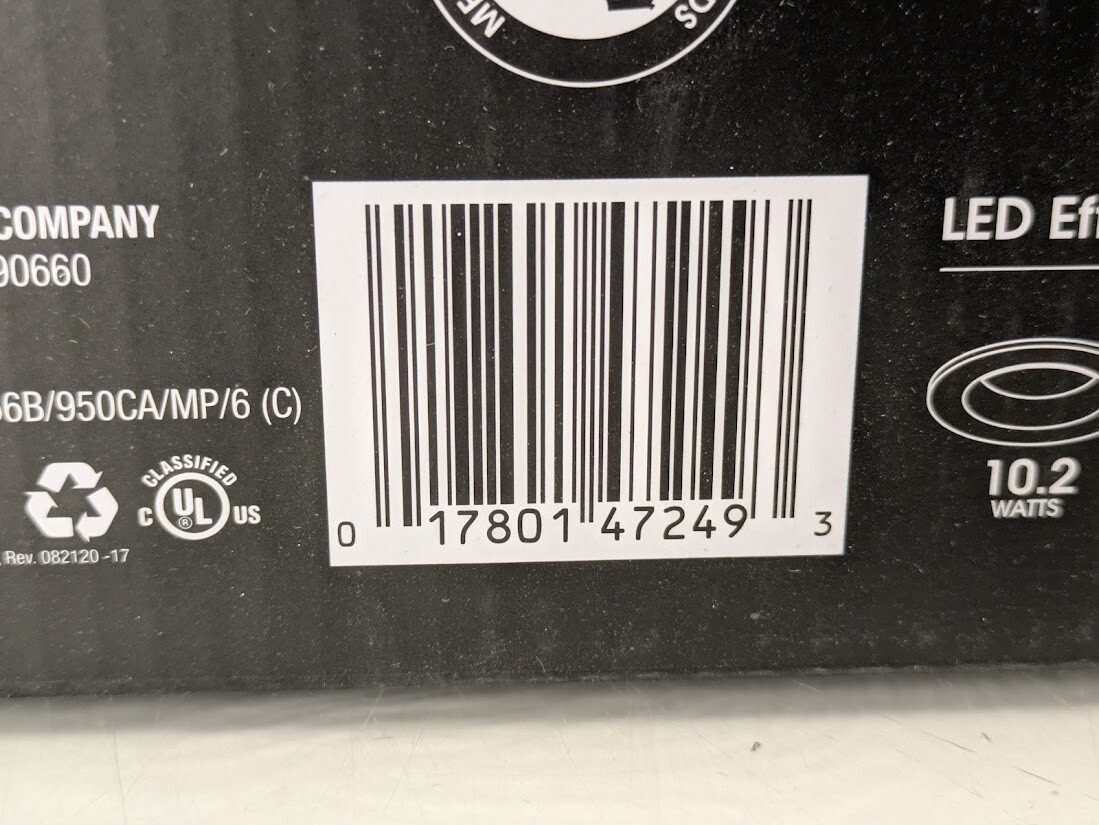 COMPANY
90660
6B/950CA/MP/6 (C)
CLASSIFIED
C UL ® US
Rev. 082120 -17
0 17801 47249 3
LED
10.2
WATTS